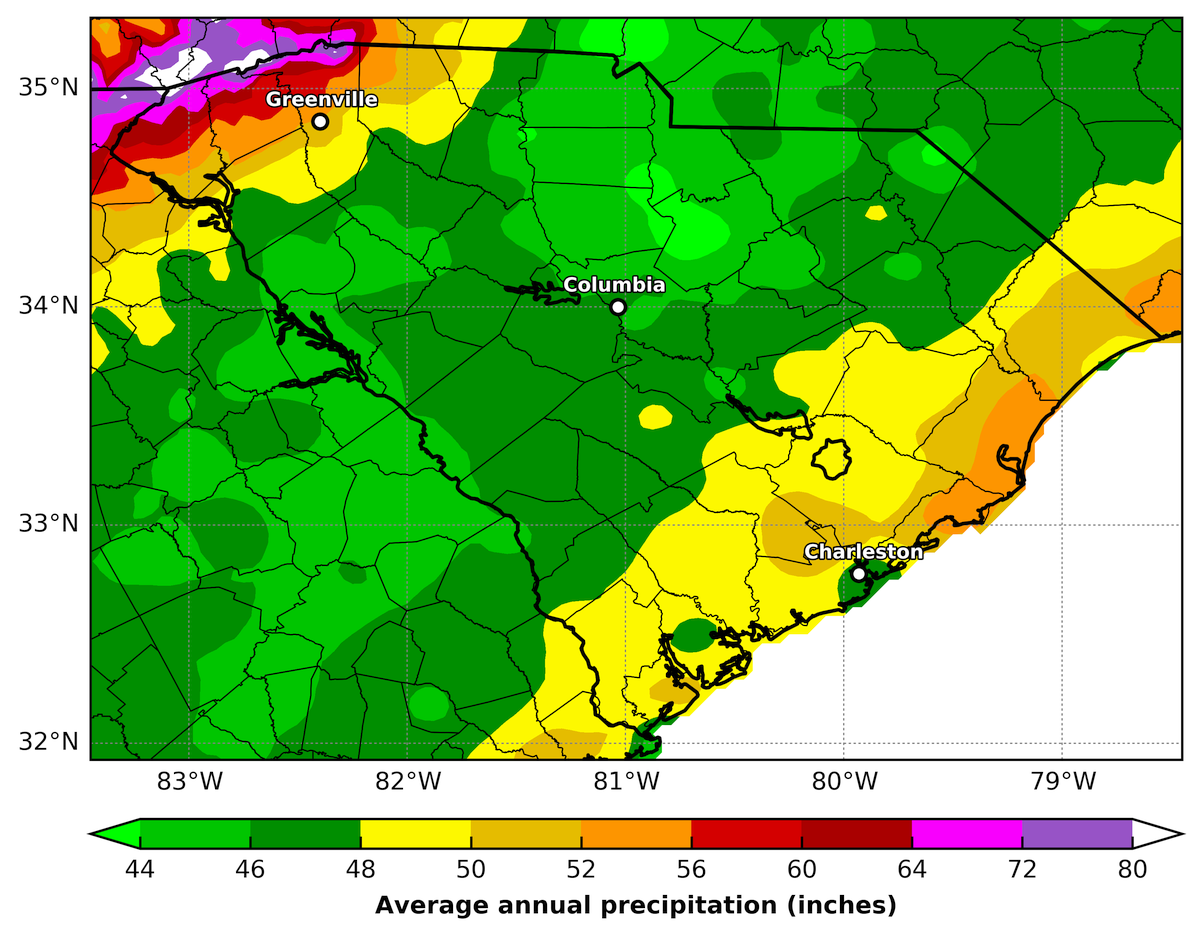 35°N
Greenville
Columbia
34°N
33°N
Charleston
32°N
83°W 82°W 81°W 80°W 79°W
44 46 48 50 52 56 60 64 72 80
Average annual precipitation (inches)